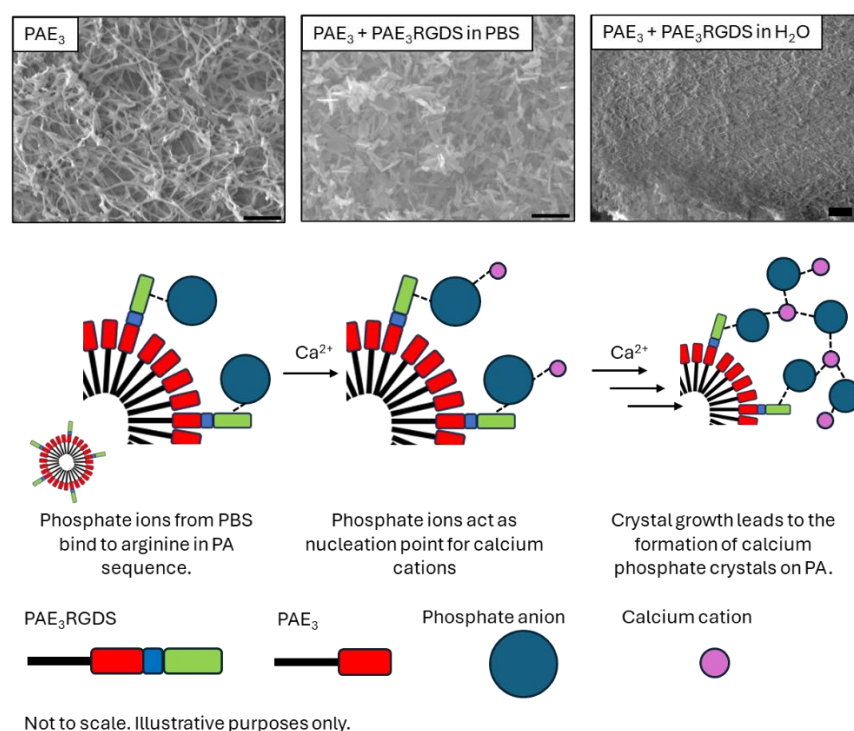 PAE₃
PAE₃ + PAE₃RGDS in PBS
PAE₃ + PAE₃RGDS in H₂O
Ca²⁺
Ca²⁺
Phosphate ions from PBS
bind to arginine in PA
sequence.
Phosphate ions act as
nucleation point for calcium
cations
Crystal growth leads to the
formation of calcium
phosphate crystals on PA.
PAE₃RGDS
PAE₃
Phosphate anion
Calcium cation
Not to scale. Illustrative purposes only.